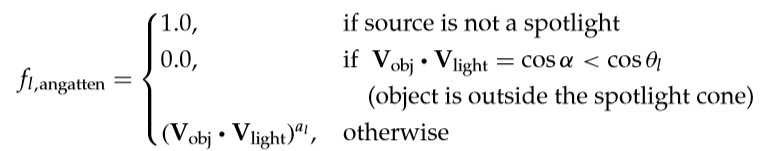 1.0, if source is not a spotlight
0.0, if V_obj • V_light = cos α < cos θ_l
f_l,angatten =
(object is outside the spotlight cone)
(V_obj • V_light)^a_l, otherwise